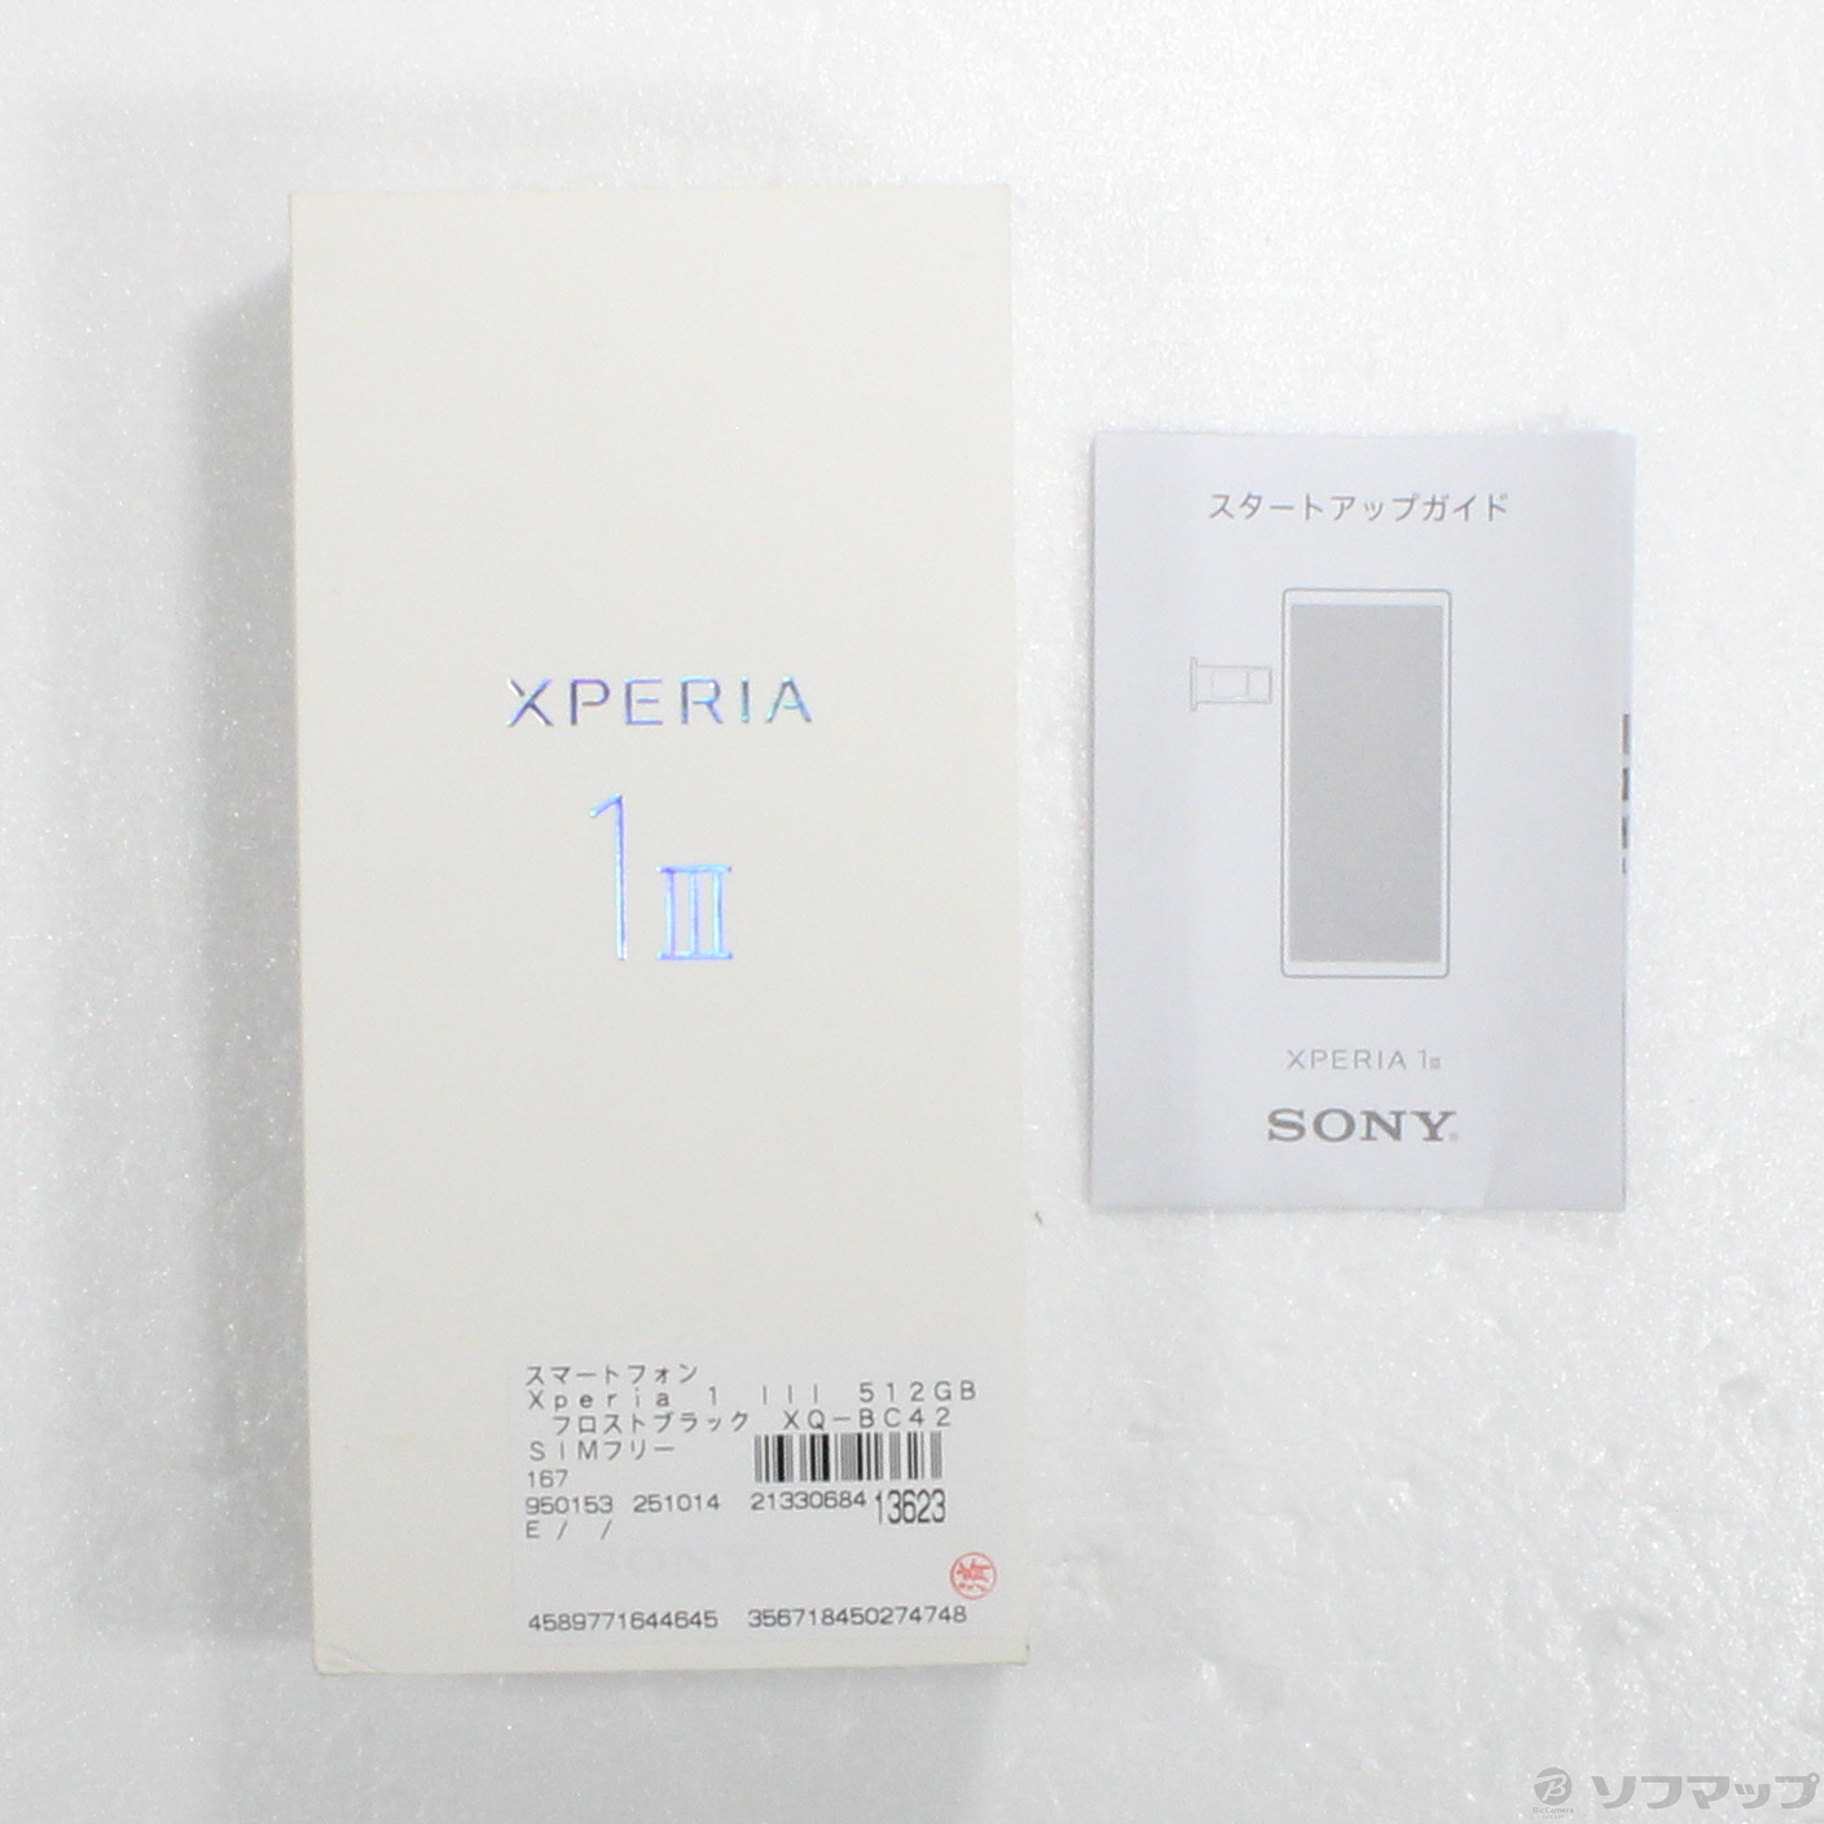 XPERIA
1 III
スマートフォン
Xperia 1 III 512GB
フロストブラック XQ-BC42
SIMフリー
167
950153 251014 21330684 13623
E / /
SONY
4589771644645 356718450274748
スタートアップガイド
XPERIA 1 III
SONY
BicCamera
ソフマップ